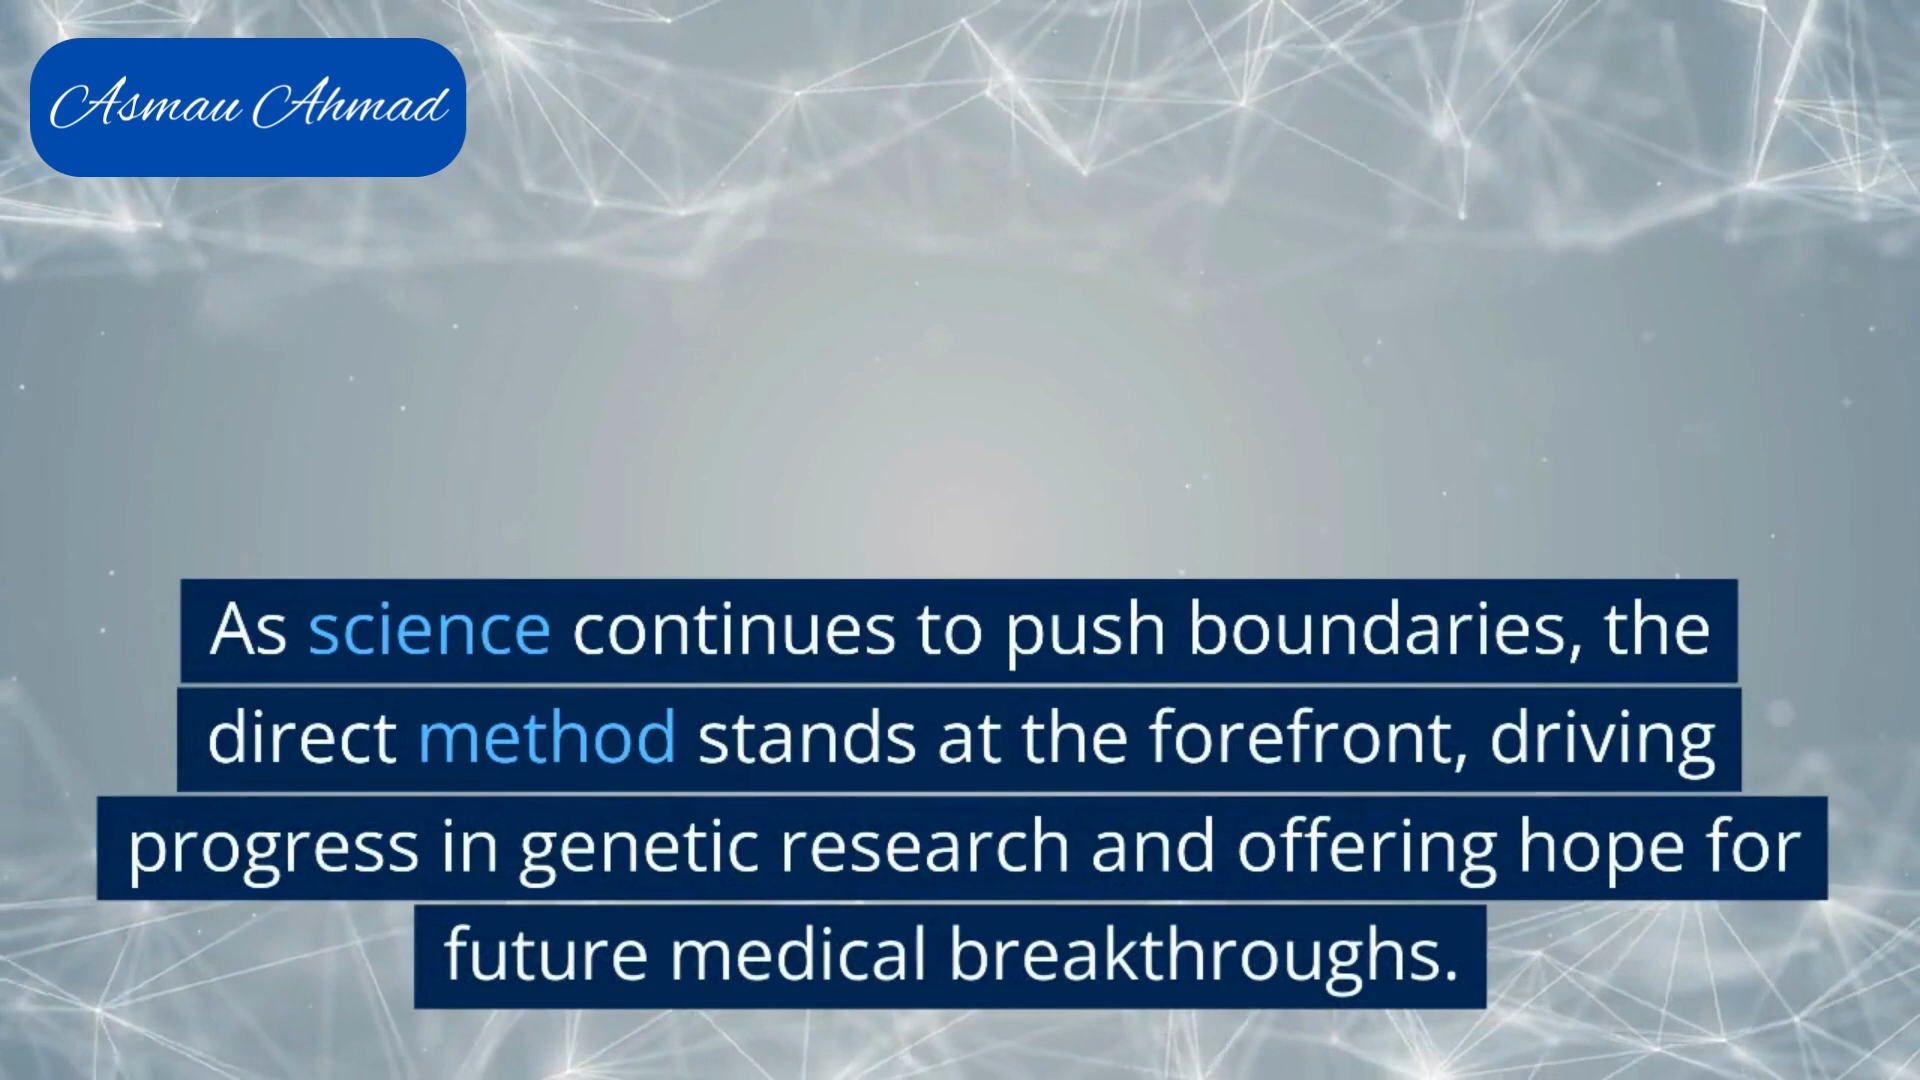 Asmau Ahmad
As science continues to push boundaries, the
direct method stands at the forefront, driving
progress in genetic research and offering hope for
future medical breakthroughs.